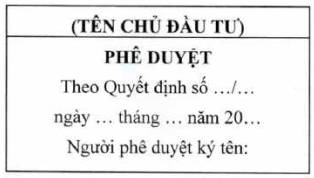 (TÊN CHỦ ĐẦU TƯ)
PHÊ DUYỆT
Theo Quyết định số …/…
ngày … tháng … năm 20…
Người phê duyệt ký tên: